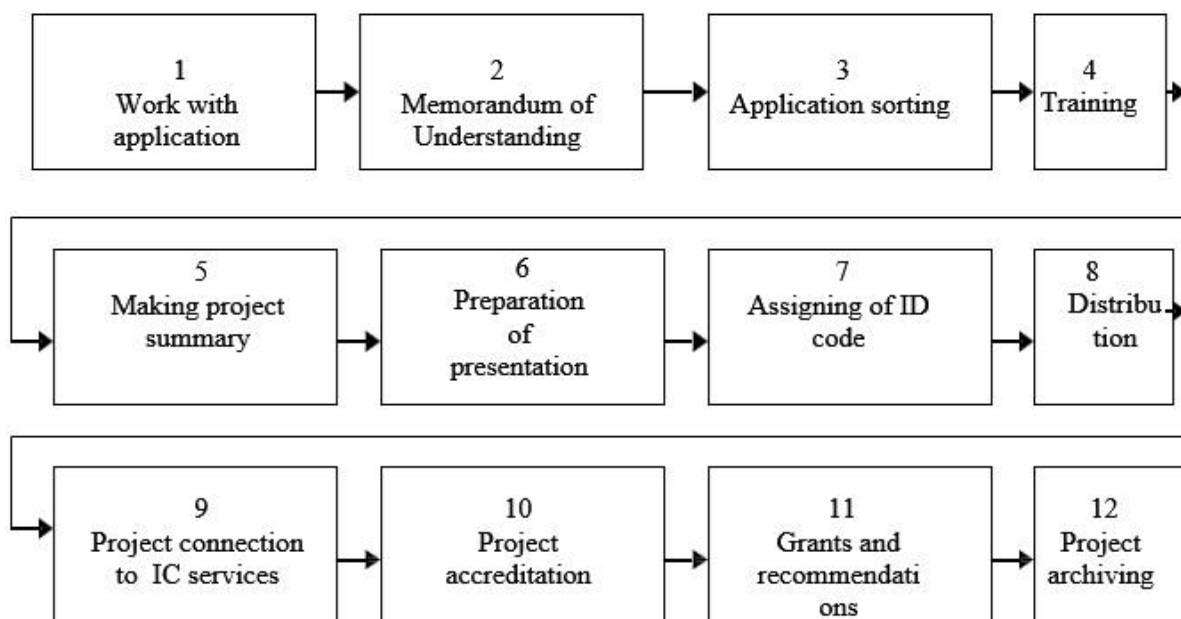 1
Work with
application
2
Memorandum of
Understanding
3
Application sorting
4
Training
5
Making project
summary
6
Preparation
of
presentation
7
Assigning of ID
code
8
Distribu
tion
9
Project connection
to IC services
10
Project
accreditation
11
Grants and
recommendati
ons
12
Project
archiving